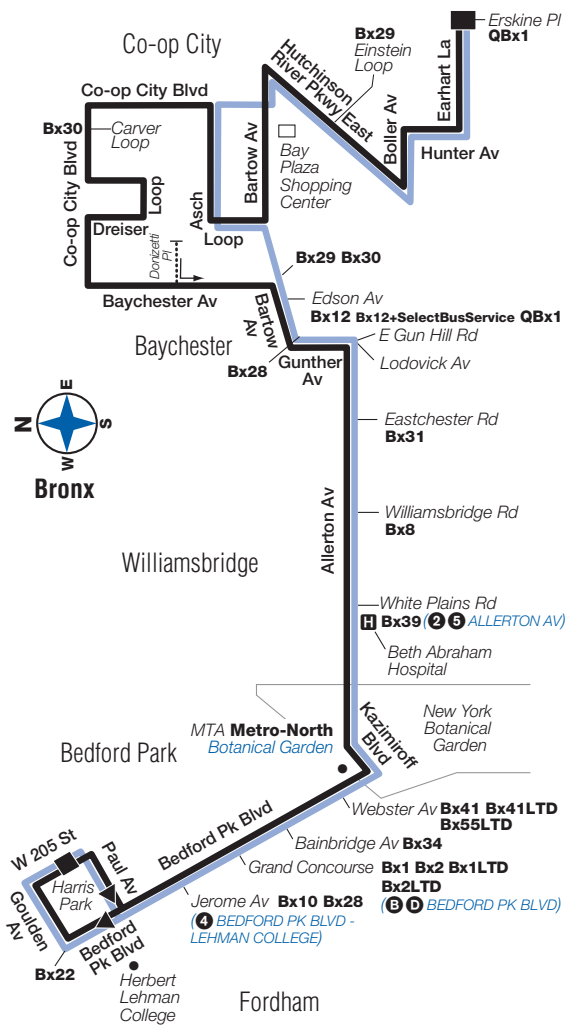 Erskine Pl
QBx1
Co-op City
Bx29
Einstein
Loop
Hutchinson
River Pkwy East
Earhart La
Boller Av
Hunter Av
Co-op City Blvd
Bx30
Carver
Loop
Co-op City Blvd
Loop
Dreiser
Asch
Loop
Bartow Av
Bay
Plaza
Shopping
Center
Donizetti
Pl
Baychester Av
Bx29 Bx30
Edson Av
Bx12 Bx12+SelectBusService QBx1
Bartow
Av
Baychester
E Gun Hill Rd
Bx28
Gunther
Av
Lodovick Av
N
E
S
W
Bronx
Eastchester Rd
Bx31
Allerton Av
Williamsbridge Rd
Bx8
Williamsbridge
White Plains Rd
H Bx39 (2 5 ALLERTON AV)
Beth Abraham
Hospital
MTA Metro-North
Botanical Garden
Kazimiroff
Blvd
New York
Botanical
Garden
Bedford Park
Webster Av Bx41 Bx41LTD
Bx55LTD
Bedford Pk Blvd
Bainbridge Av Bx34
Grand Concourse Bx1 Bx2 Bx1LTD
Bx2LTD
(B D BEDFORD PK BLVD)
W 205 St
Paul Av
Harris
Park
Goulden
Av
Jerome Av Bx10 Bx28
(4 BEDFORD PK BLVD -
LEHMAN COLLEGE)
Bedford
Pk Blvd
Bx22
Herbert
Lehman
College
Fordham